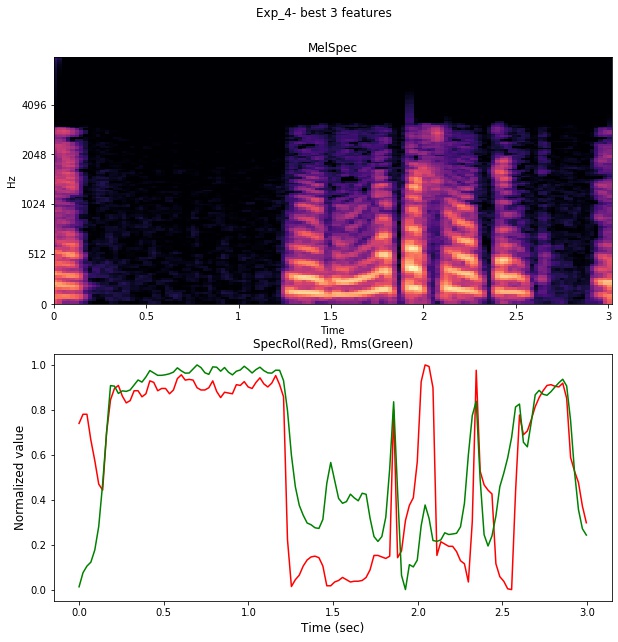 Exp_4- best 3 features
MelSpec
4096
2048
1024
512
0
Hz
0 0.5 1 1.5 2 2.5 3
Time
SpecRol(Red), Rms(Green)
1.0
0.8
0.6
0.4
0.2
0.0
Normalized value
0.0 0.5 1.0 1.5 2.0 2.5 3.0
Time (sec)